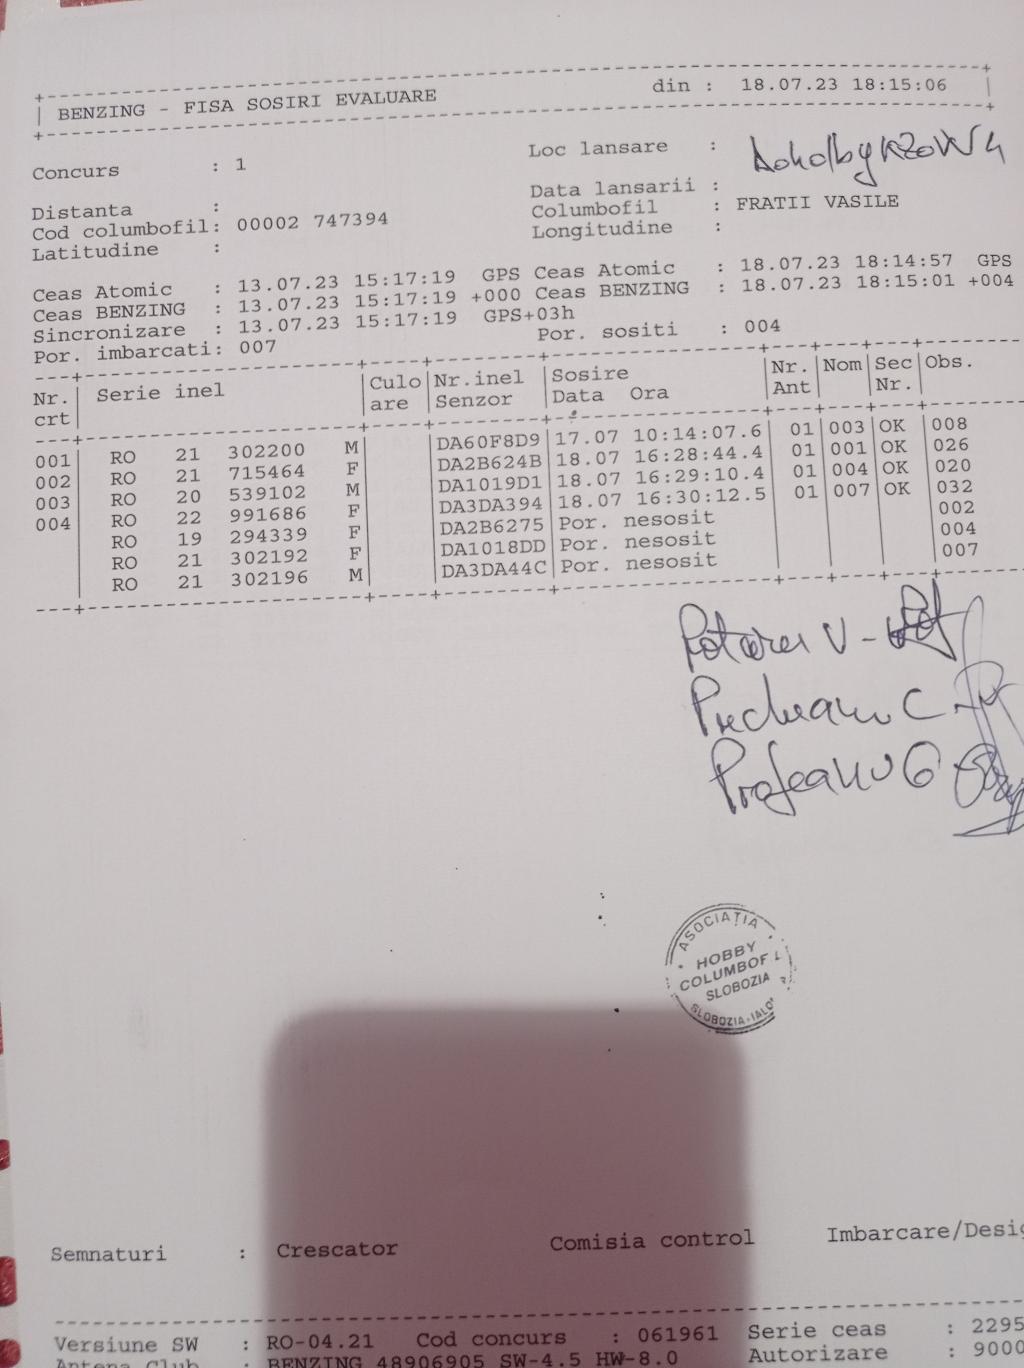 BENZING - FISA SOSIRI EVALUARE din : 18.07.23 18:15:06
Concurs : 1 Loc lansare :
Distanta : Data lansarii :
Cod columbofil: 00002 747394 Columbofil : FRATII VASILE
Latitudine : Longitudine :
Ceas Atomic : 13.07.23 15:17:19 GPS Ceas Atomic : 18.07.23 18:14:57 GPS
Ceas BENZING : 13.07.23 15:17:19 +000 Ceas BENZING : 18.07.23 18:15:01 +004
Sincronizare : 13.07.23 15:17:19 GPS+03h
Por. imbarcati: 007 Por. sositi : 004
Nr. crt Serie inel Culo are Nr.inel Senzor Sosire Data Ora Nr. Ant Nom Sec Nr. Obs.
001 RO 21 302200 M DA60F8D9 17.07 10:14:07.6 01 003 OK 008
002 RO 21 715464 F DA2B624B 18.07 16:28:44.4 01 001 OK 026
003 RO 20 539102 M DA1019D1 18.07 16:29:10.4 01 004 OK 020
004 RO 22 991686 F DA3DA394 18.07 16:30:12.5 01 007 OK 032
RO 19 294339 F DA2B6275 Por. nesosit 002
RO 21 302192 F DA1018DD Por. nesosit 004
RO 21 302196 M DA3DA44C Por. nesosit 007
ASOCIAȚIA
HOBBY
COLUMBOF
SLOBOZIA
Semnaturi : Crescator Comisia control Imbarcare/Desig
Versiune SW : RO-04.21 Cod concurs : 061961 Serie ceas : 2295
Antena Club : BENZING 48906905 SW-4.5 HW-8.0 Autorizare : 9000